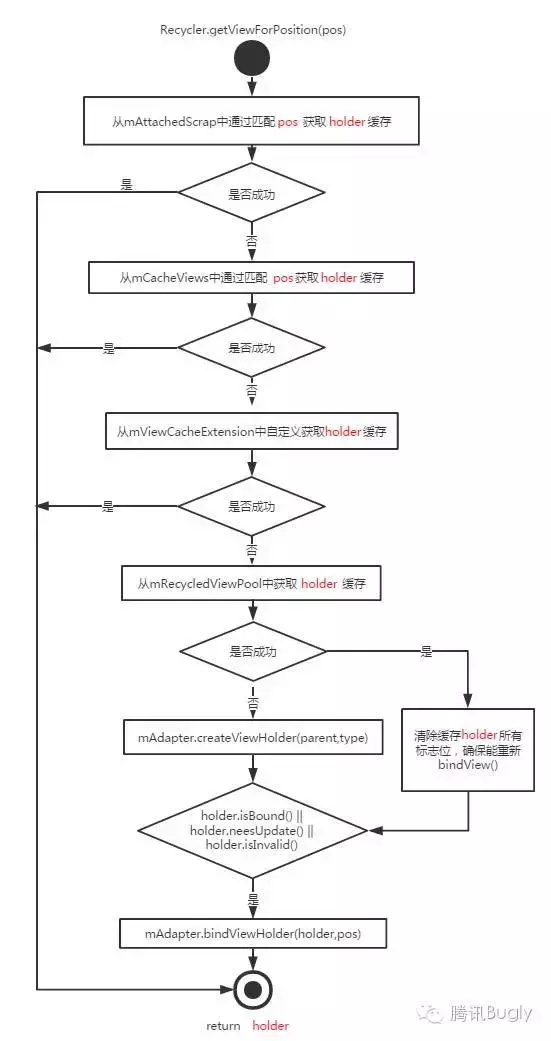 Recycler.getViewForPosition(pos)
从mAttachedScrap中通过匹配 pos 获取 holder 缓存
是否成功
是
否
从mCacheViews中通过匹配 pos获取 holder 缓存
是否成功
是
否
从mViewCacheExtension中自定义获取holder缓存
是否成功
是
否
从mRecycledViewPool中获取 holder 缓存
是否成功
是
否
mAdapter.createViewHolder(parent,type)
清除缓存holder所有
标志位，确保能重新
bindView()
holder.isBound() ||
holder.neesUpdate() ||
holder.isInvalid()
是
mAdapter.bindViewHolder(holder,pos)
return holder
腾讯Bugly